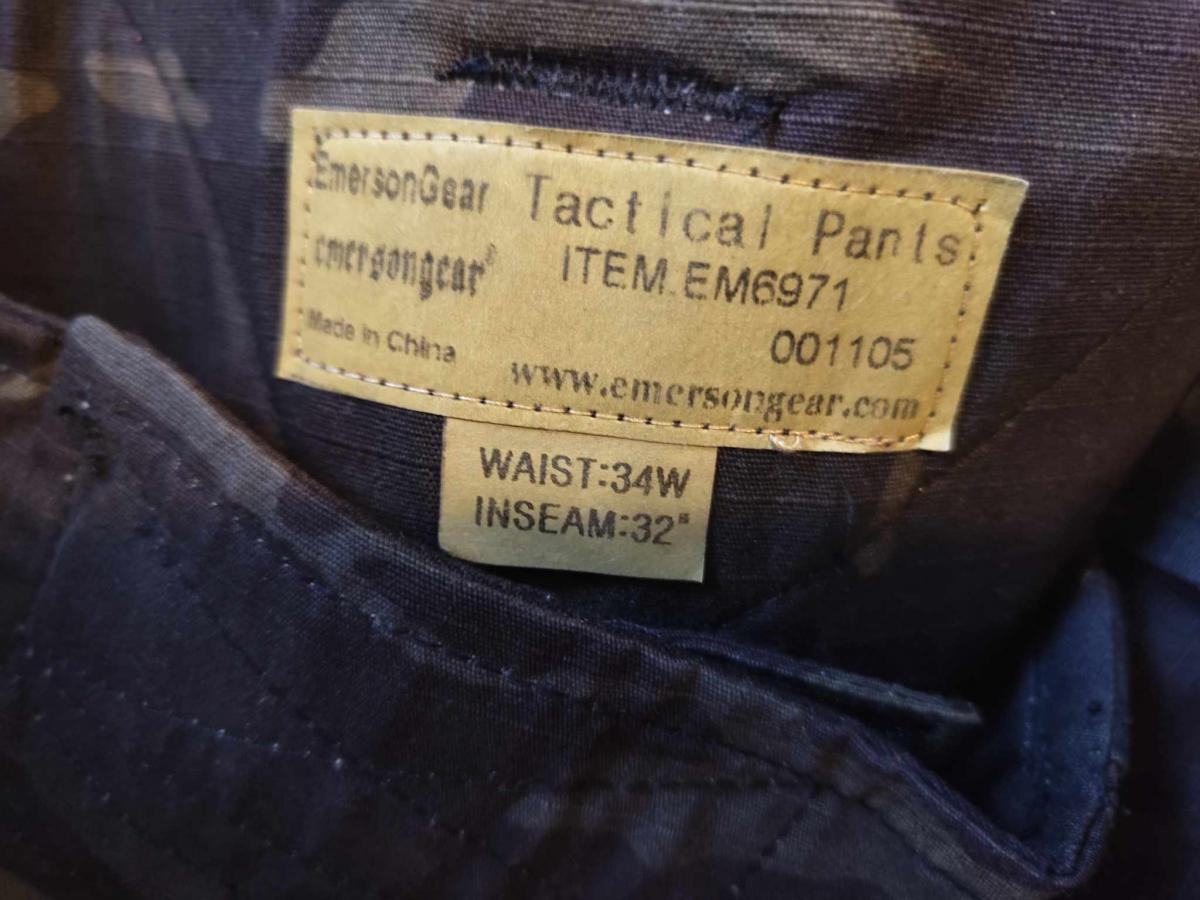 EmersonGear Tactical Pants
emersongear®
ITEM.EM6971
Made in China
001105
www.emersongear.com
WAIST:34W
INSEAM:32"